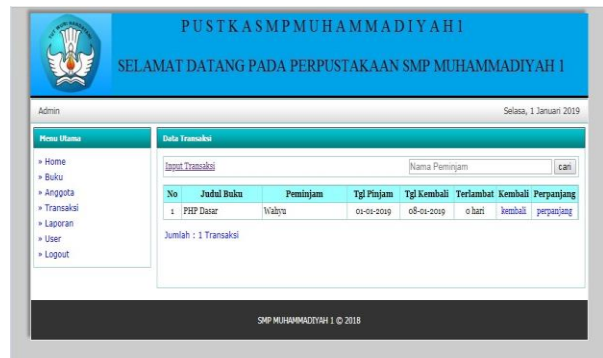 PUSTKASMPMUHAMMADIYAH1
SELAMAT DATANG PADA PERPUSTAKAAN SMP MUHAMMADIYAH 1
Admin Selasa, 1 Januari 2019
Menu Utama
» Home
» Buku
» Anggota
» Transaksi
» Laporan
» User
» Logout
Data Transaksi
Input Transaksi Nama Peminjam cari
No Judul Buku Peminjam Tgl Pinjam Tgl Kembali Terlambat Kembali Perpanjang
1 PHP Dasar Wahyu 01-01-2019 08-01-2019 0 hari kembali perpanjang
Jumlah : 1 Transaksi
SMP MUHAMMADIYAH 1 © 2018